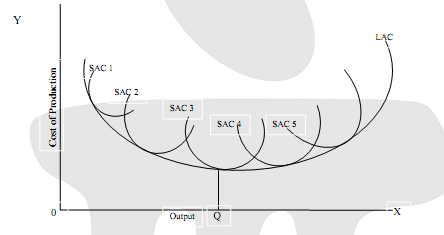 Y
LAC
SAC 1
SAC 2
SAC 3
SAC 4
SAC 5
Cost of Production
0
Output
Q
X